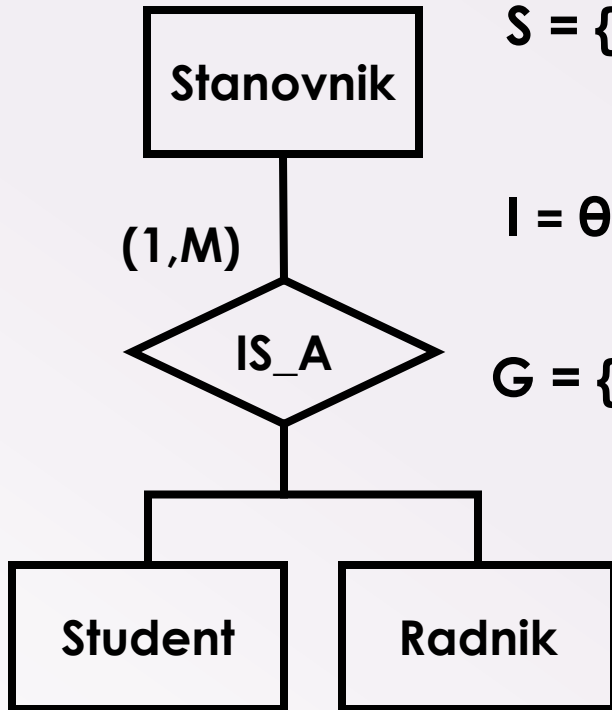 S = {
Stanovnik
I = θ
(1,M)
IS_A
G = {
Student
Radnik